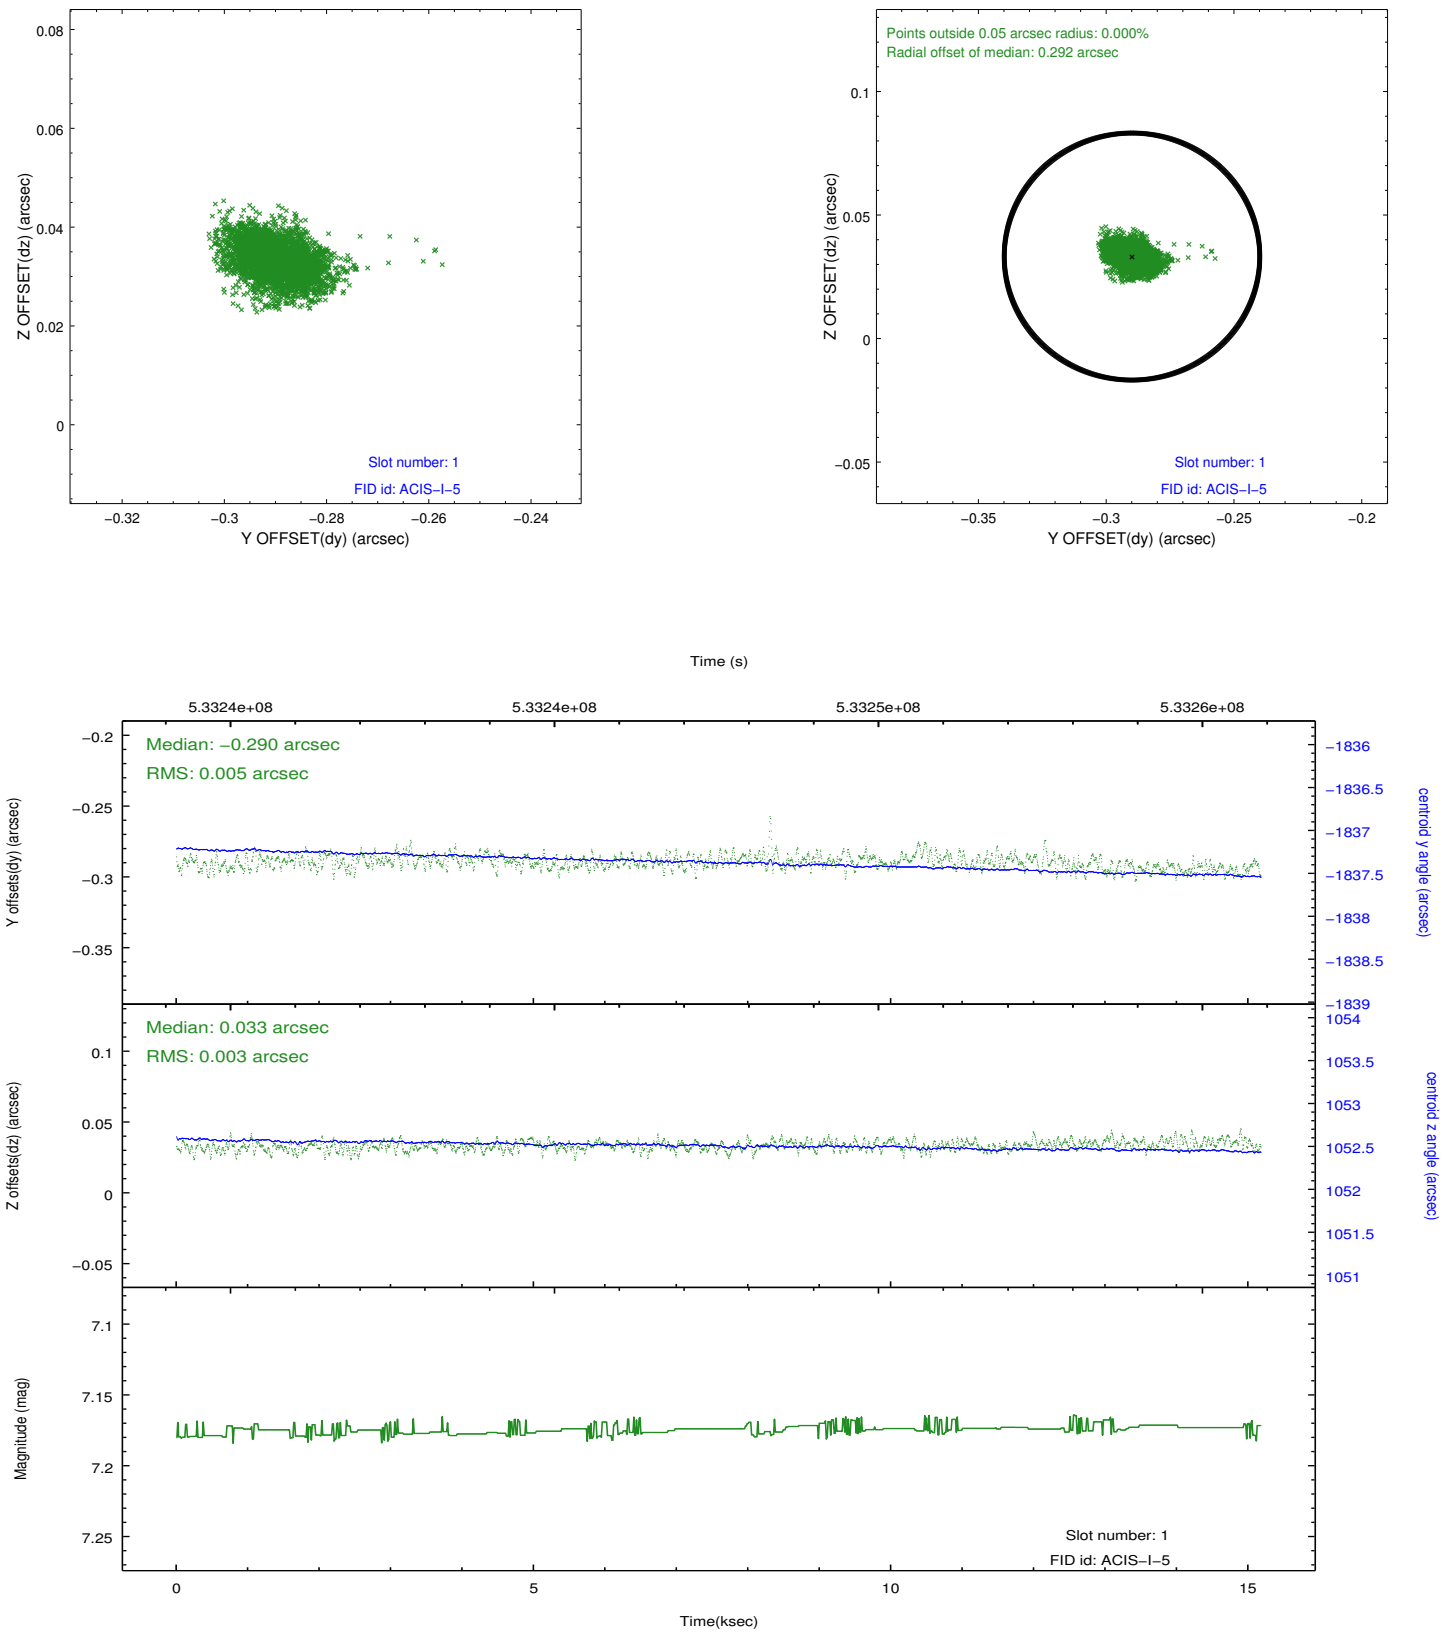 0.08
0.06
0.04
0.02
0
Z OFFSET(dz) (arcsec)
Slot number: 1
FID id: ACIS−I−5
−0.32
−0.3
−0.28
−0.26
−0.24
Y OFFSET(dy) (arcsec)
Points outside 0.05 arcsec radius: 0.000%
Radial offset of median: 0.292 arcsec
0.1
0.05
0
−0.05
Z OFFSET(dz) (arcsec)
Slot number: 1
FID id: ACIS−I−5
−0.35
−0.3
−0.25
−0.2
Y OFFSET(dy) (arcsec)
Time (s)
5.3324e+08
5.3324e+08
5.3325e+08
5.3326e+08
Median: −0.290 arcsec
RMS: 0.005 arcsec
−0.2
−0.25
−0.3
−0.35
Y offsets(dy) (arcsec)
−1836
−1836.5
−1837
−1837.5
−1838
−1838.5
−1839
centroid y angle (arcsec)
Median: 0.033 arcsec
RMS: 0.003 arcsec
0.1
0.05
0
−0.05
Z offsets(dz) (arcsec)
1054
1053.5
1053
1052.5
1052
1051.5
1051
centroid z angle (arcsec)
7.1
7.15
7.2
7.25
Magnitude (mag)
Slot number: 1
FID id: ACIS−I−5
0
5
10
15
Time(ksec)